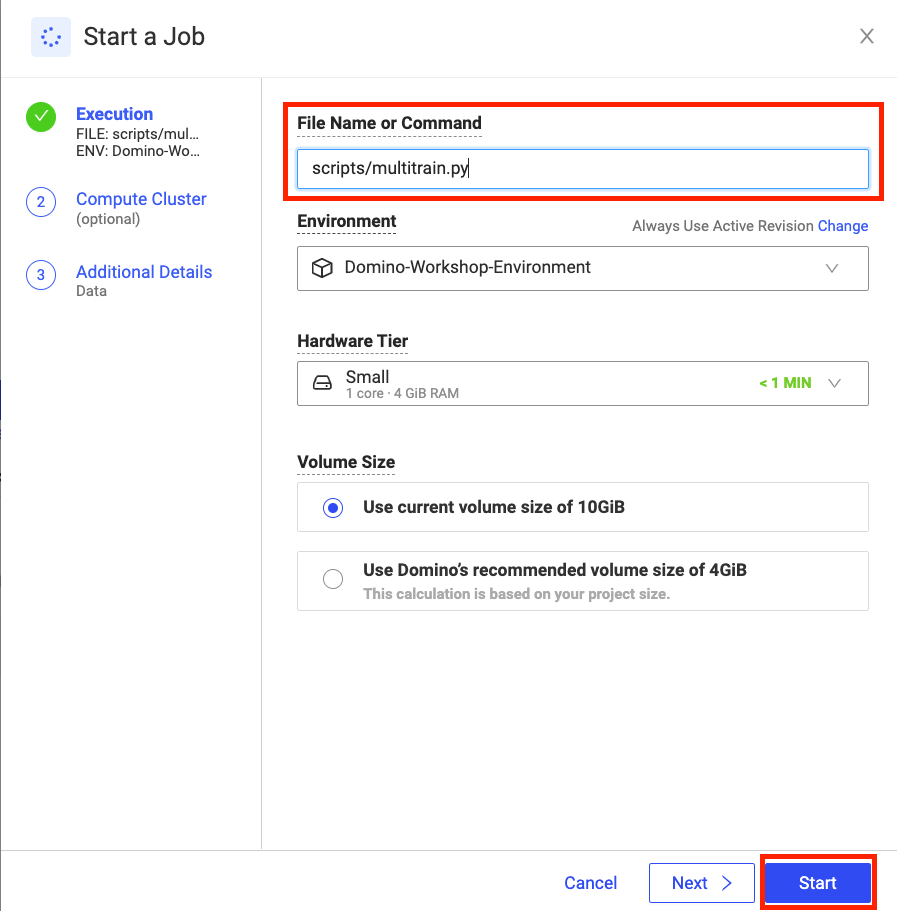 Start a Job
Execution
FILE: scripts/mul...
ENV: Domino-Wo...
2
Compute Cluster
(optional)
3
Additional Details
Data
File Name or Command
scripts/multitrain.py
Environment
Always Use Active Revision Change
Domino-Workshop-Environment
Hardware Tier
Small
< 1 MIN
1 core · 4 GiB RAM
Volume Size
Use current volume size of 10GiB
Use Domino’s recommended volume size of 4GiB
This calculation is based on your project size.
Cancel
Next
Start